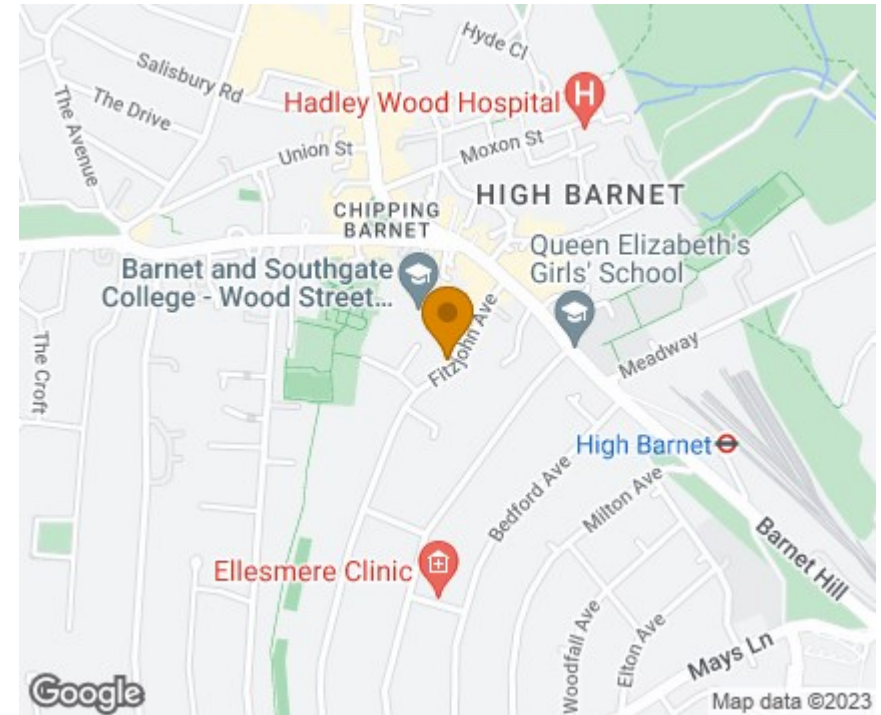 Hyde Cl
Salisbury Rd
Hadley Wood Hospital
H
The Drive
The Avenue
Union St
Moxon St
HIGH BARNET
CHIPPING
BARNET
Queen Elizabeth's
Girls' School
Barnet and Southgate
College - Wood Street...
Fitzjohn Ave
The Croft
Meadway
High Barnet
Bedford Ave
Milton Ave
Barnet Hill
Ellesmere Clinic
Woodfall Ave
Elton Ave
Mays Ln
Google
Map data ©2023